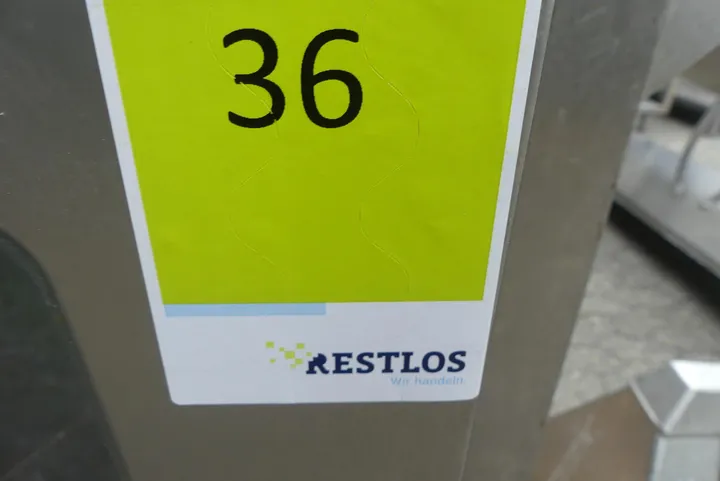 36
RESTLOS
Wir handeln.